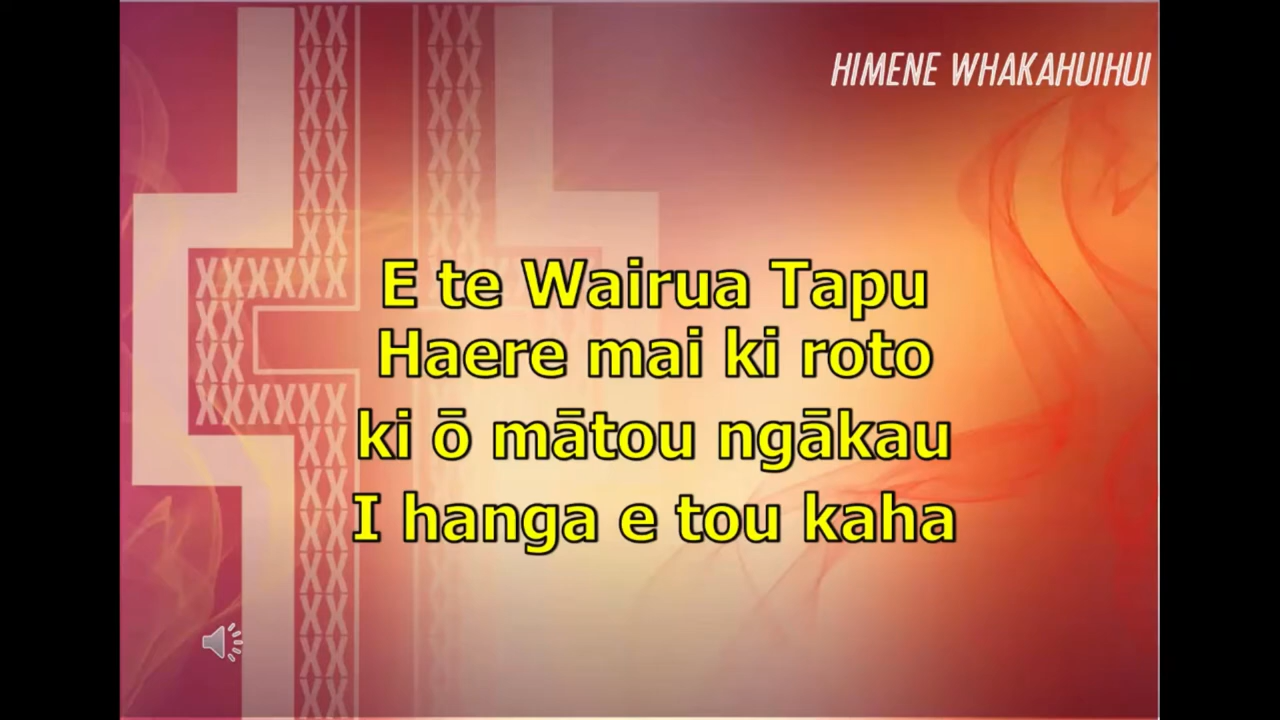 HIMENE WHAKAHUIHUI
E te Wairua Tapu
Haere mai ki roto
ki ō mātou ngākau
I hanga e tou kaha